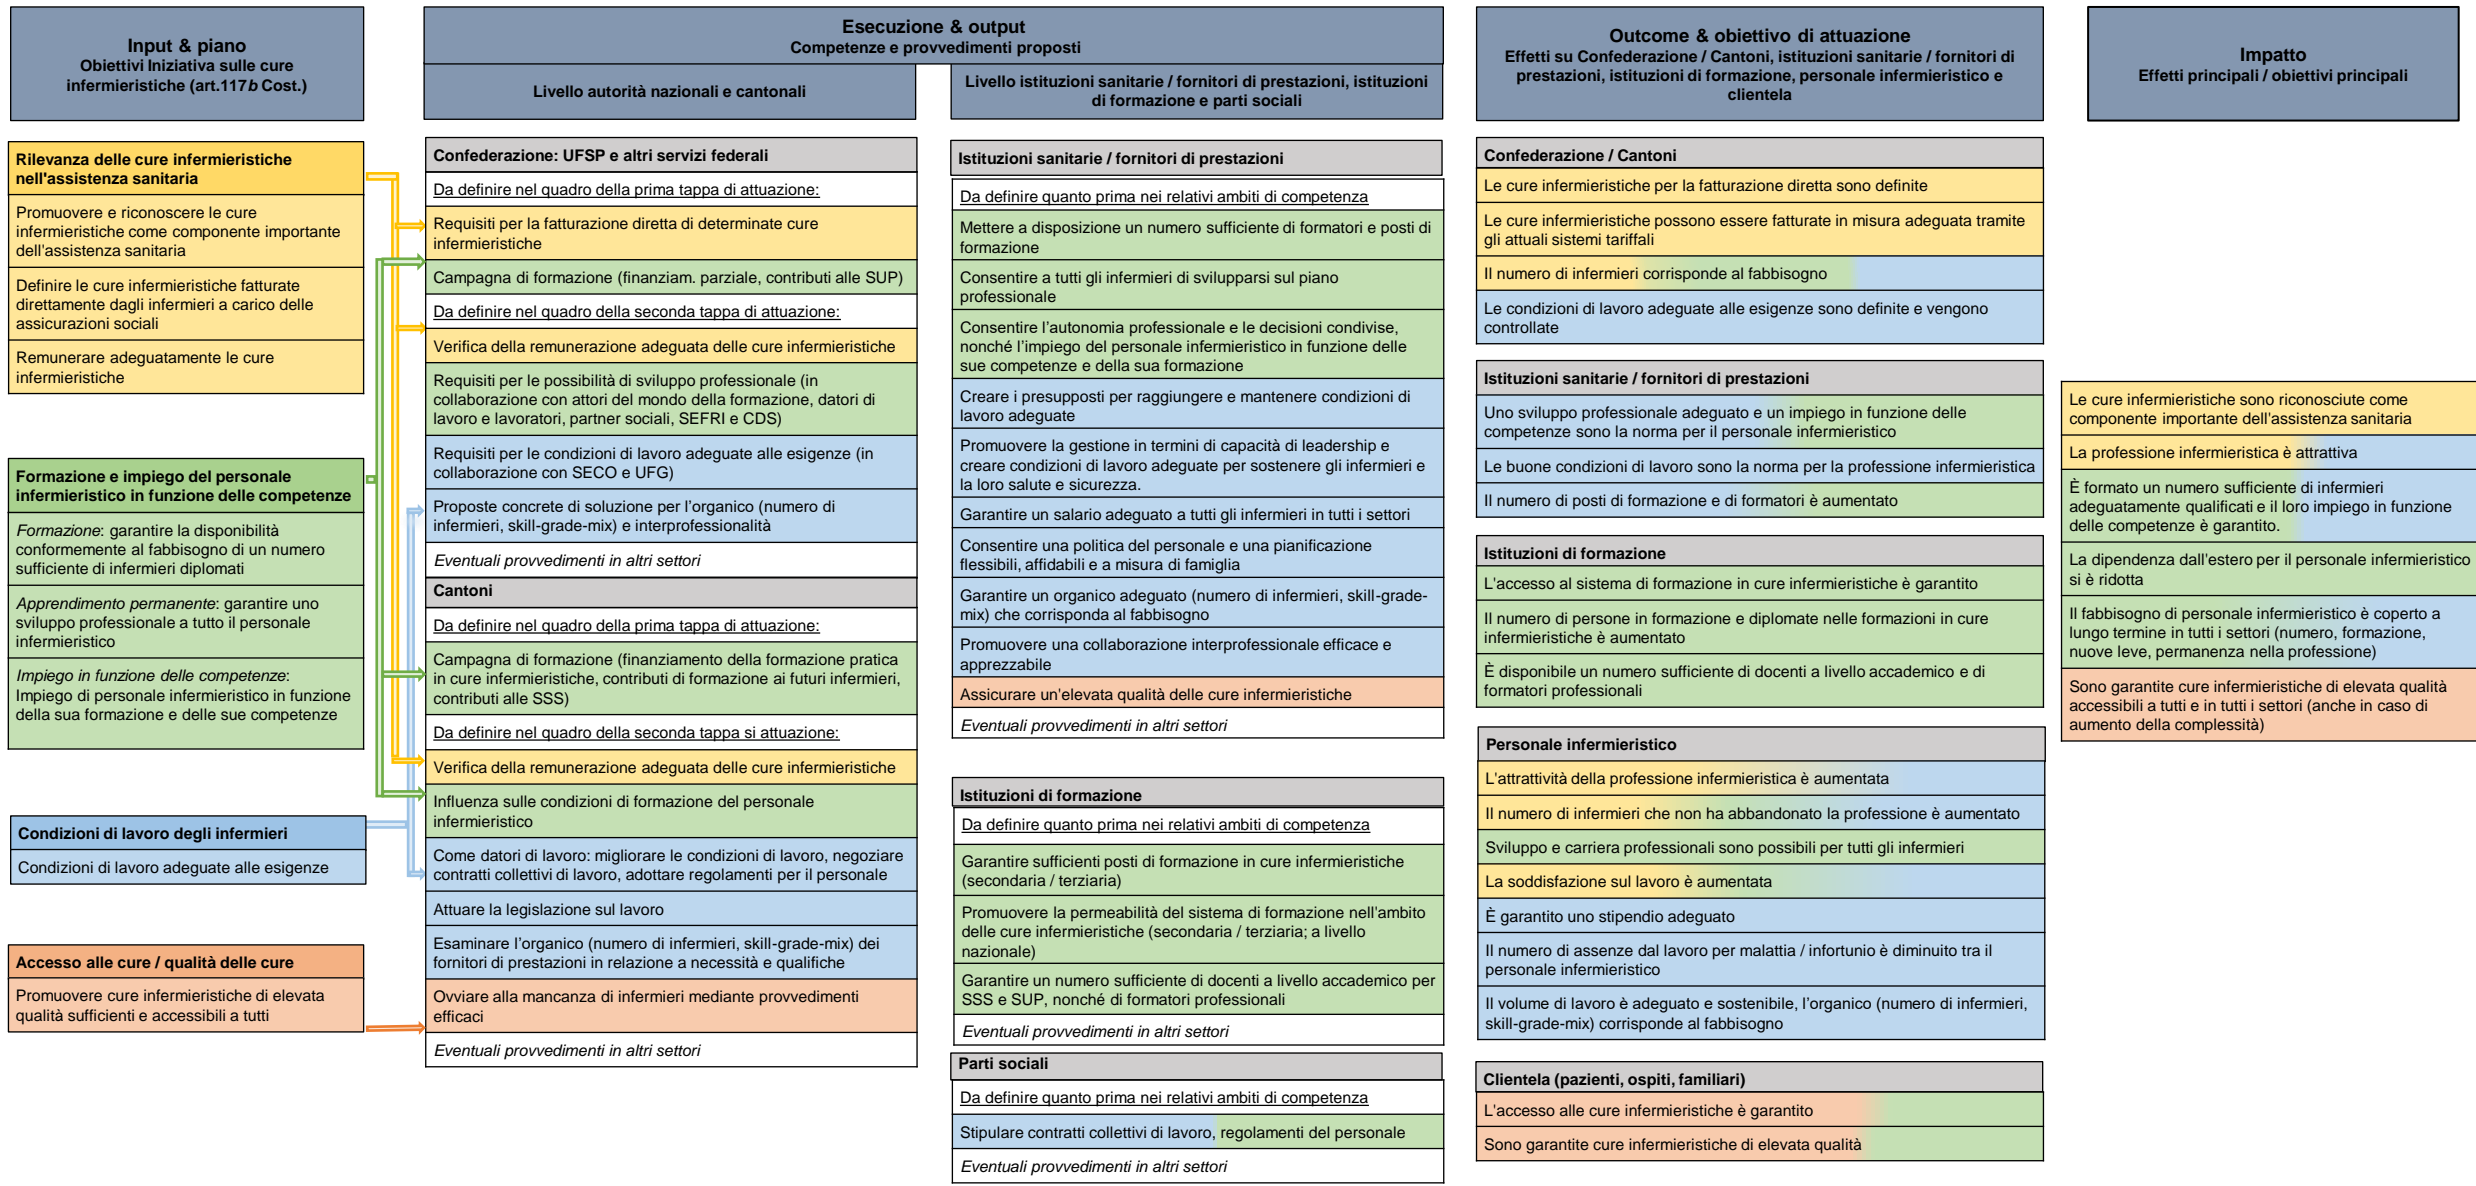 Input & piano
Obiettivi Iniziativa sulle cure
infermieristiche (art.117b Cost.)
Rilevanza delle cure infermieristiche
nell'assistenza sanitaria
Promuovere e riconoscere le cure
infermieristiche come componente importante
dell'assistenza sanitaria
Definire le cure infermieristiche fatturate
direttamente dagli infermieri a carico delle
assicurazioni sociali
Remunerare adeguatamente le cure
infermieristiche
Formazione e impiego del personale
infermieristico in funzione delle competenze
Formazione: garantire la disponibilità
conformemente al fabbisogno di un numero
sufficiente di infermieri diplomati
Apprendimento permanente: garantire uno
sviluppo professionale a tutto il personale
infermieristico
Impiego in funzione delle competenze:
Impiego di personale infermieristico in funzione
della sua formazione e delle sue competenze
Condizioni di lavoro degli infermieri
Condizioni di lavoro adeguate alle esigenze
Accesso alle cure / qualità delle cure
Promuovere cure infermieristiche di elevata
qualità sufficienti e accessibili a tutti
Esecuzione & output
Competenze e provvedimenti proposti
Livello autorità nazionali e cantonali
Confederazione: UFSP e altri servizi federali
Da definire nel quadro della prima tappa di attuazione:
Requisiti per la fatturazione diretta di determinate cure
infermieristiche
Campagna di formazione (finanziam. parziale, contributi alle SUP)
Da definire nel quadro della seconda tappa di attuazione:
Verifica della remunerazione adeguata delle cure infermieristiche
Requisiti per le possibilità di sviluppo professionale (in
collaborazione con attori del mondo della formazione, datori di
lavoro e lavoratori, partner sociali, SEFRI e CDS)
Requisiti per le condizioni di lavoro adeguate alle esigenze (in
collaborazione con SECO e UFG)
Proposte concrete di soluzione per l'organico (numero di
infermieri, skill-grade-mix) e interprofessionalità
Eventuali provvedimenti in altri settori
Cantoni
Da definire nel quadro della prima tappa di attuazione:
Campagna di formazione (finanziamento della formazione pratica
in cure infermieristiche, contributi di formazione ai futuri infermieri,
contributi alle SSS)
Da definire nel quadro della seconda tappa si attuazione:
Verifica della remunerazione adeguata delle cure infermieristiche
Influenza sulle condizioni di formazione del personale
infermieristico
Come datori di lavoro: migliorare le condizioni di lavoro, negoziare
contratti collettivi di lavoro, adottare regolamenti per il personale
Attuare la legislazione sul lavoro
Esaminare l'organico (numero di infermieri, skill-grade-mix) dei
fornitori di prestazioni in relazione a necessità e qualifiche
Ovviare alla mancanza di infermieri mediante provvedimenti
efficaci
Eventuali provvedimenti in altri settori
Livello istituzioni sanitarie / fornitori di prestazioni, istituzioni
di formazione e parti sociali
Istituzioni sanitarie / fornitori di prestazioni
Da definire quanto prima nei relativi ambiti di competenza
Mettere a disposizione un numero sufficiente di formatori e posti di
formazione
Consentire a tutti gli infermieri di svilupparsi sul piano
professionale
Consentire l'autonomia professionale e le decisioni condivise,
nonché l'impiego del personale infermieristico in funzione delle
sue competenze e della sua formazione
Creare i presupposti per raggiungere e mantenere condizioni di
lavoro adeguate
Promuovere la gestione in termini di capacità di leadership e
creare condizioni di lavoro adeguate per sostenere gli infermieri e
la loro salute e sicurezza.
Garantire un salario adeguato a tutti gli infermieri in tutti i settori
Consentire una politica del personale e una pianificazione
flessibili, affidabili e a misura di famiglia
Garantire un organico adeguato (numero di infermieri, skill-grade-
mix) che corrisponda al fabbisogno
Promuovere una collaborazione interprofessionale efficace e
apprezzabile
Assicurare un'elevata qualità delle cure infermieristiche
Eventuali provvedimenti in altri settori
Istituzioni di formazione
Da definire quanto prima nei relativi ambiti di competenza
Garantire sufficienti posti di formazione in cure infermieristiche
(secondaria / terziaria)
Promuovere la permeabilità del sistema di formazione nell'ambito
delle cure infermieristiche (secondaria / terziaria; a livello
nazionale)
Garantire un numero sufficiente di docenti a livello accademico per
SSS e SUP, nonché di formatori professionali
Eventuali provvedimenti in altri settori
Parti sociali
Da definire quanto prima nei relativi ambiti di competenza
Stipulare contratti collettivi di lavoro, regolamenti del personale
Eventuali provvedimenti in altri settori
Outcome & obiettivo di attuazione
Effetti su Confederazione / Cantoni, istituzioni sanitarie / fornitori di
prestazioni, istituzioni di formazione, personale infermieristico e
clientela
Confederazione / Cantoni
Le cure infermieristiche per la fatturazione diretta sono definite
Le cure infermieristiche possono essere fatturate in misura adeguata tramite
gli attuali sistemi tariffali
Il numero di infermieri corrisponde al fabbisogno
Le condizioni di lavoro adeguate alle esigenze sono definite e vengono
controllate
Istituzioni sanitarie / fornitori di prestazioni
Uno sviluppo professionale adeguato e un impiego in funzione delle
competenze sono la norma per il personale infermieristico
Le buone condizioni di lavoro sono la norma per la professione infermieristica
Il numero di posti di formazione e di formatori è aumentato
Istituzioni di formazione
L'accesso al sistema di formazione in cure infermieristiche è garantito
Il numero di persone in formazione e diplomate nelle formazioni in cure
infermieristiche è aumentato
È disponibile un numero sufficiente di docenti a livello accademico e di
formatori professionali
Personale infermieristico
L'attrattività della professione infermieristica è aumentata
Il numero di infermieri che non ha abbandonato la professione è aumentato
Sviluppo e carriera professionali sono possibili per tutti gli infermieri
La soddisfazione sul lavoro è aumentata
È garantito uno stipendio adeguato
Il numero di assenze dal lavoro per malattia / infortunio è diminuito tra il
personale infermieristico
Il volume di lavoro è adeguato e sostenibile, l'organico (numero di infermieri,
skill-grade-mix) corrisponde al fabbisogno
Clientela (pazienti, ospiti, familiari)
L'accesso alle cure infermieristiche è garantito
Sono garantite cure infermieristiche di elevata qualità
Impatto
Effetti principali / obiettivi principali
Le cure infermieristiche sono riconosciute come
componente importante dell'assistenza sanitaria
La professione infermieristica è attrattiva
È formato un numero sufficiente di infermieri
adeguatamente qualificati e il loro impiego in funzione
delle competenze è garantito.
La dipendenza dall'estero per il personale infermieristico
si è ridotta
Il fabbisogno di personale infermieristico è coperto a
lungo termine in tutti i settori (numero, formazione,
nuove leve, permanenza nella professione)
Sono garantite cure infermieristiche di elevata qualità
accessibili a tutti e in tutti i settori (anche in caso di
aumento della complessità)